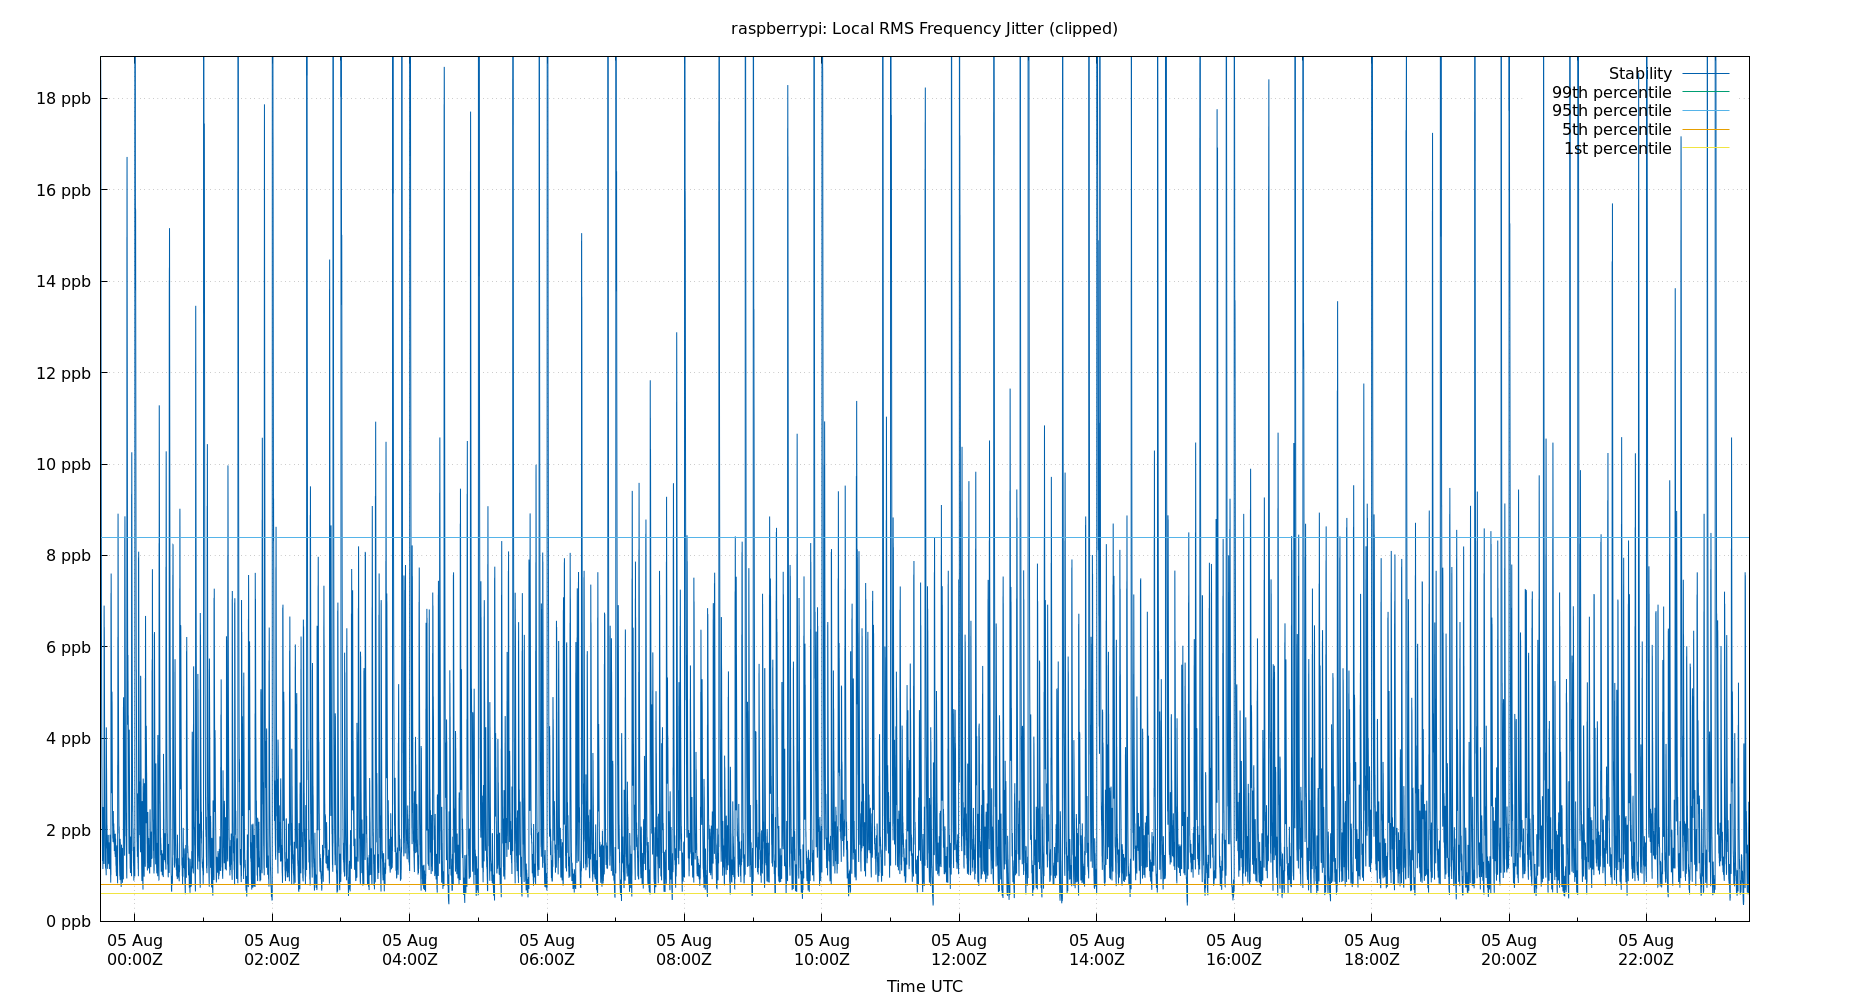 raspberrypi: Local RMS Frequency Jitter (clipped)
Stability
99th percentile
95th percentile
5th percentile
1st percentile
18 ppb
16 ppb
14 ppb
12 ppb
10 ppb
8 ppb
6 ppb
4 ppb
2 ppb
0 ppb
05 Aug 05 Aug 05 Aug 05 Aug 05 Aug 05 Aug 05 Aug 05 Aug 05 Aug 05 Aug 05 Aug 05 Aug
00:00Z 02:00Z 04:00Z 06:00Z 08:00Z 10:00Z 12:00Z 14:00Z 16:00Z 18:00Z 20:00Z 22:00Z
Time UTC